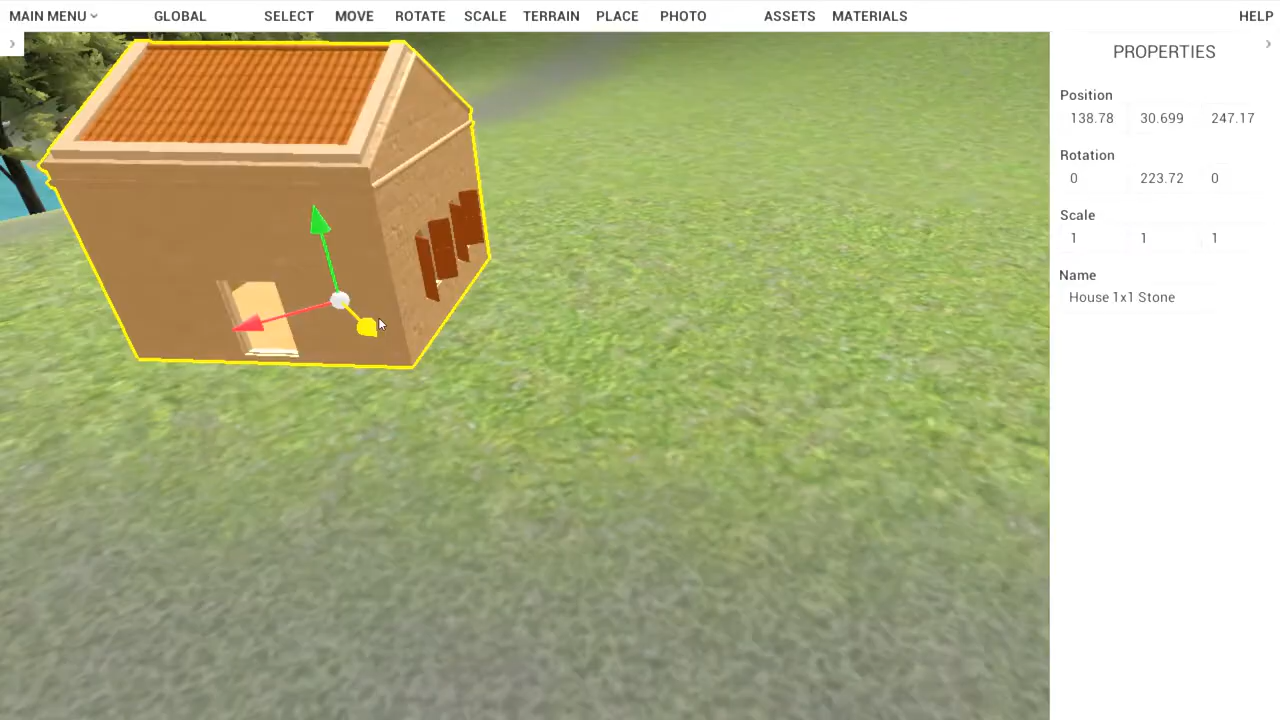 MAIN MENU GLOBAL SELECT MOVE ROTATE SCALE TERRAIN PLACE PHOTO ASSETS MATERIALS HELP
PROPERTIES
Position
138.78 30.699 247.17
Rotation
0 223.72 0
Scale
1 1 1
Name
House 1x1 Stone